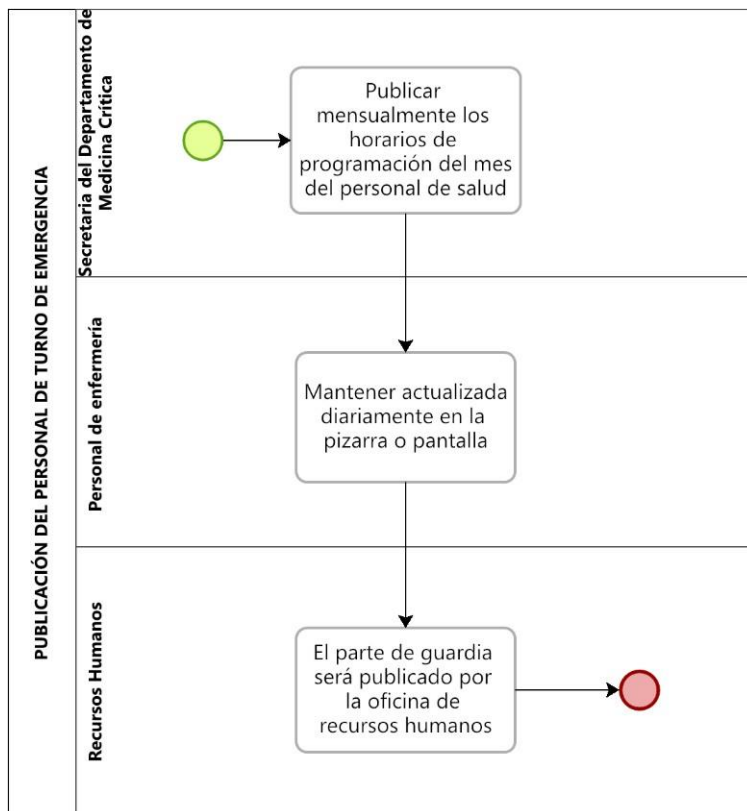 PUBLICACIÓN DEL PERSONAL DE TURNO DE EMERGENCIA
Secretaria del Departamento de
Medicina Crítica
Publicar
mensualmente los
horarios de
programación del mes
del personal de salud
Personal de enfermería
Mantener actualizada
diariamente en la
pizarra o pantalla
Recursos Humanos
El parte de guardia
será publicado por
la oficina de
recursos humanos